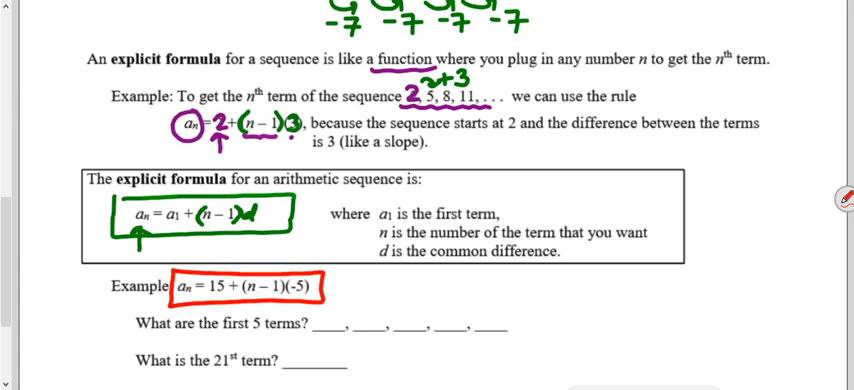 -7 -7 -7 -7
An explicit formula for a sequence is like a function where you plug in any number n to get the nth term.
+3
Example: To get the nth term of the sequence 2, 5, 8, 11, . . . we can use the rule
an = 2 + (n – 1)(3), because the sequence starts at 2 and the difference between the terms
is 3 (like a slope).
The explicit formula for an arithmetic sequence is:
an = a1 + (n – 1)d where a1 is the first term,
n is the number of the term that you want
d is the common difference.
Example an = 15 + (n – 1)(-5)
What are the first 5 terms? ____, ____, ____, ____, ____
What is the 21st term? ________